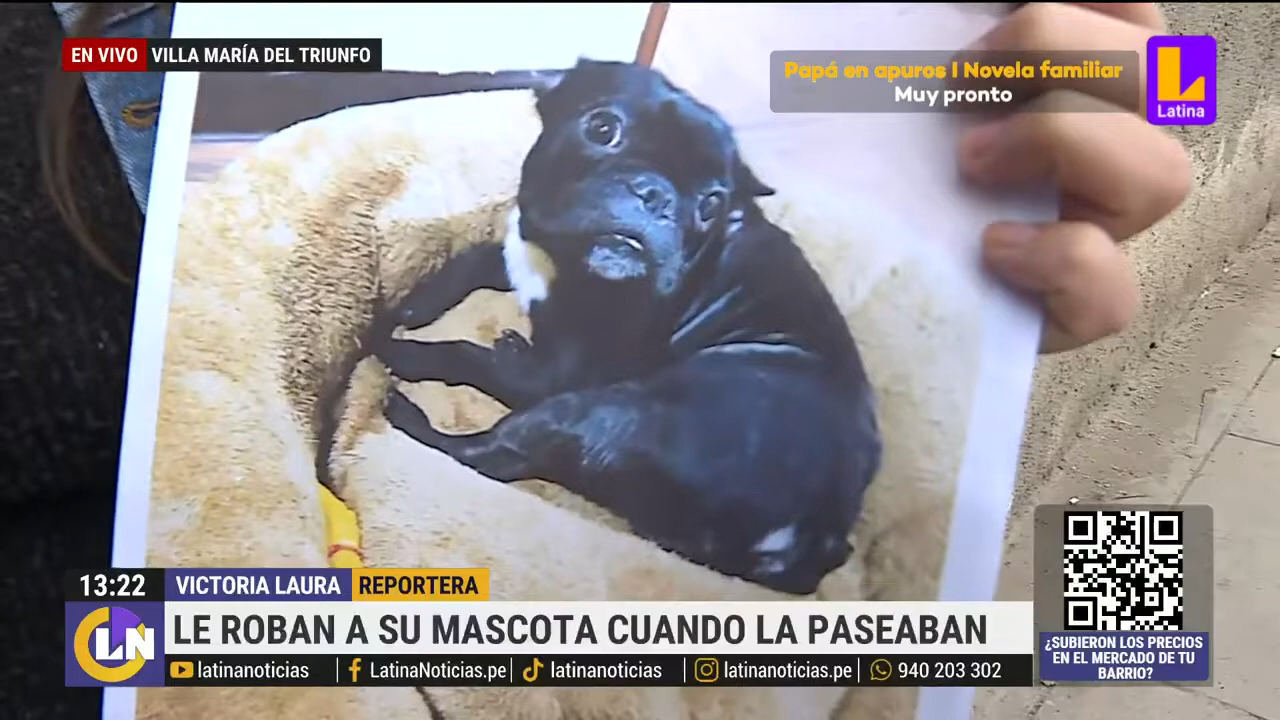 EN VIVO VILLA MARÍA DEL TRIUNFO
Papá en apuros | Novela familiar
Muy pronto
Latina
13:22 VICTORIA LAURA REPORTERA
LN LE ROBAN A SU MASCOTA CUANDO LA PASEABAN
latinanoticias LatinaNoticias.pe latinanoticias latinanoticias.pe 940 203 302
¿SUBIERON LOS PRECIOS
EN EL MERCADO DE TU
BARRIO?